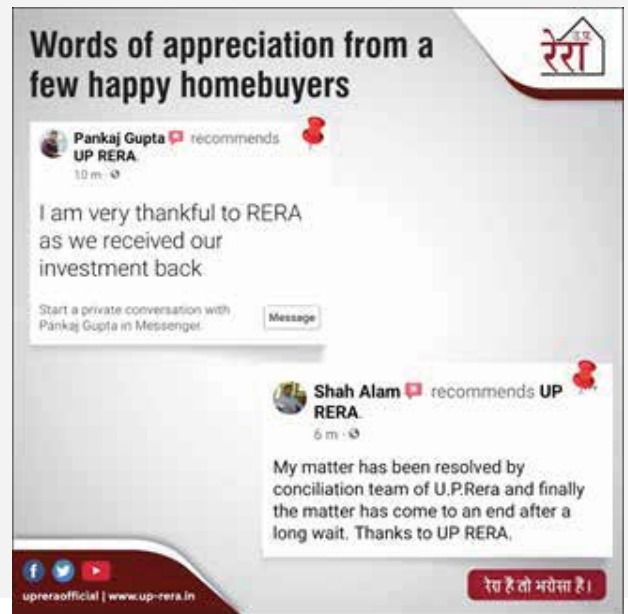 Words of appreciation from a
few happy homebuyers
उ.प्र.
रेरा
Pankaj Gupta recommends
UP RERA.
10 m
I am very thankful to RERA
as we received our
investment back
Start a private conversation with
Pankaj Gupta in Messenger.
Message
Shah Alam recommends UP
RERA.
6 m
My matter has been resolved by
conciliation team of U.P.Rera and finally
the matter has come to an end after a
long wait. Thanks to UP RERA.
upreraofficial | www.up-rera.in
रेरा है तो भरोसा है।